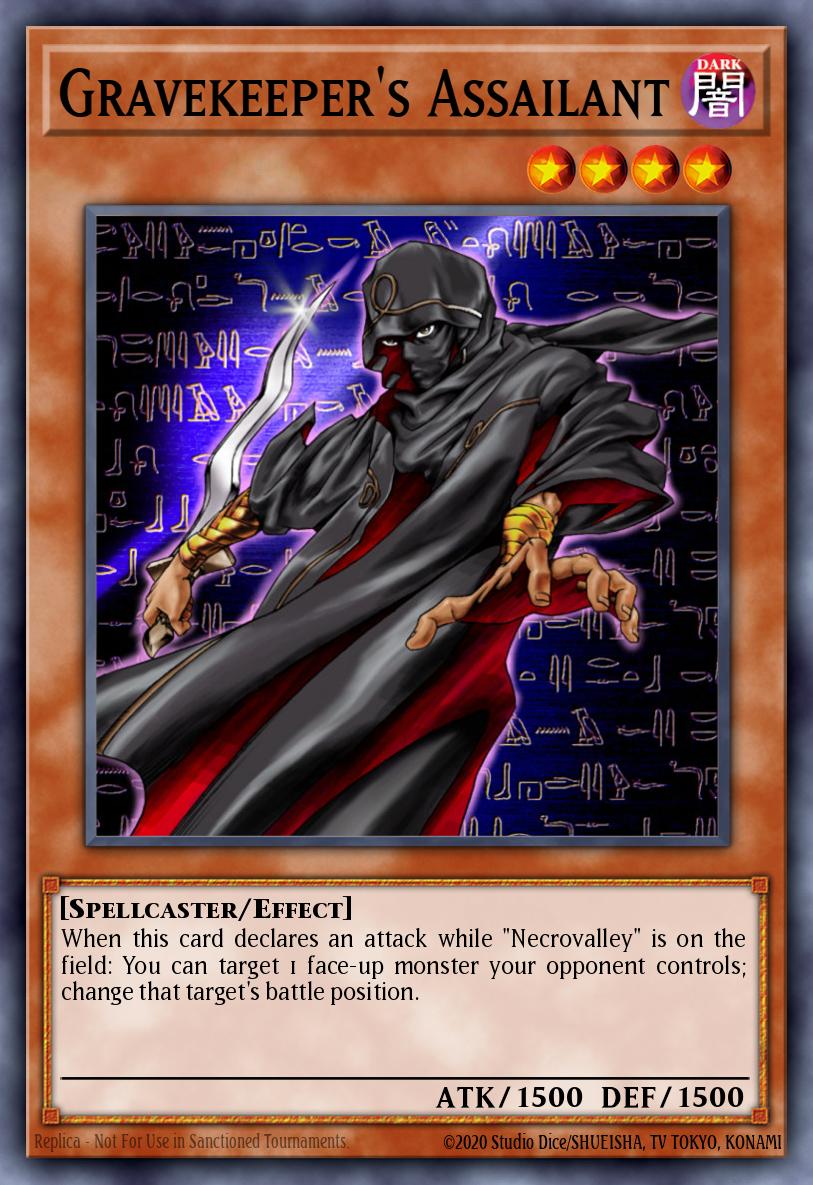 Gravekeeper's Assailant
DARK
闇
[Spellcaster/Effect]
When this card declares an attack while "Necrovalley" is on the
field: You can target 1 face-up monster your opponent controls;
change that target's battle position.
ATK/1500 DEF/1500
Replica - Not For Use in Sanctioned Tournaments.
©2020 Studio Dice/SHUEISHA, TV TOKYO, KONAMI